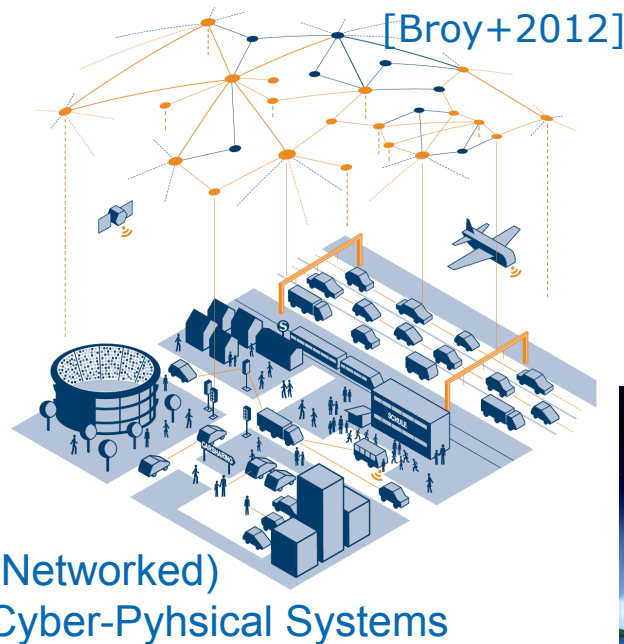 [Broy+2012]
S
SCHULE
CARSHARING
Networked)
Cyber-Pyhsical Systems